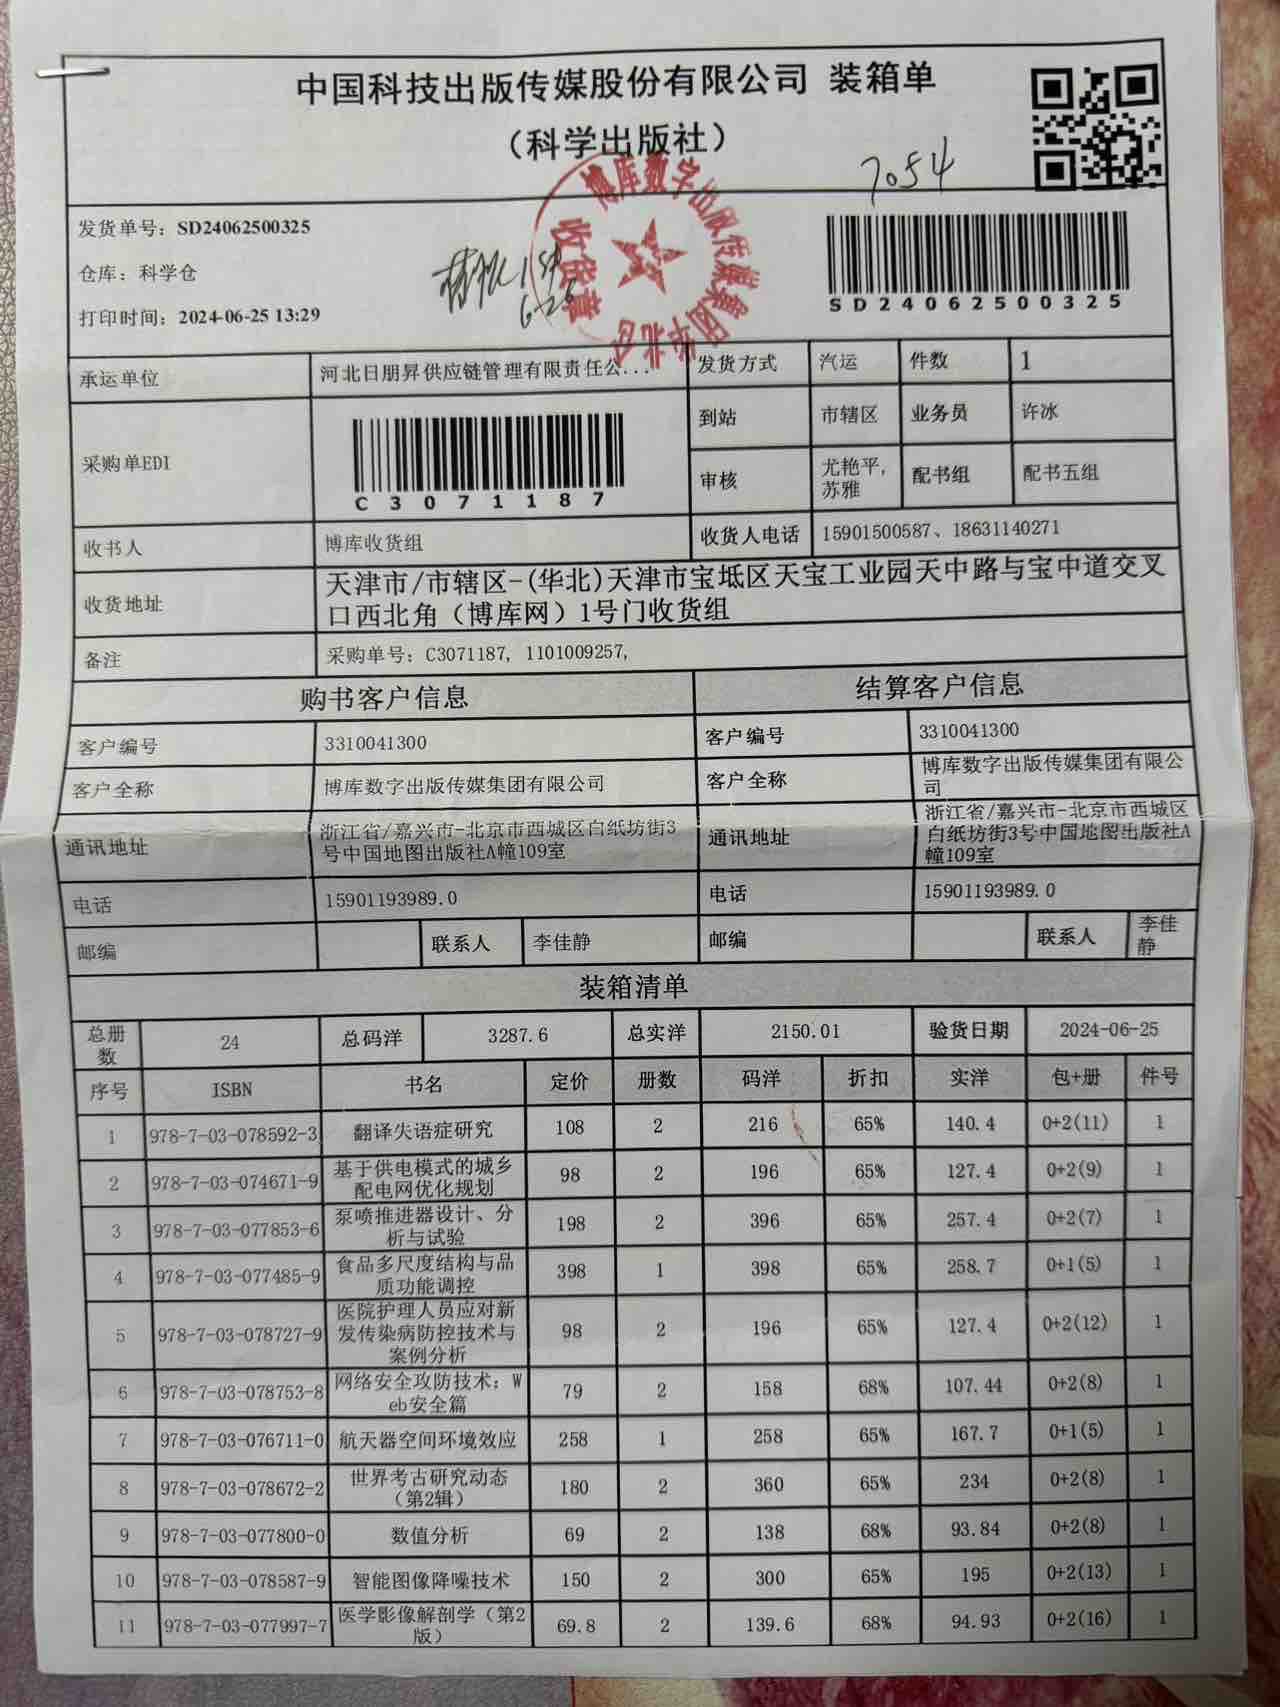 中国科技出版传媒股份有限公司 装箱单
（科学出版社）
7054
发货单号：SD24062500325
仓库：科学仓
打印时间：2024-06-25 13:29
博库数字出版传媒集团华北仓
收货章
6-26
SD24062500325
承运单位 河北日朋昇供应链管理有限责任公... 发货方式 汽运 件数 1
采购单EDI C3071187 到站 市辖区 业务员 许冰
审核 尤艳平,苏雅 配书组 配书五组
收书人 博库收货组 收货人电话 15901500587、18631140271
收货地址 天津市/市辖区-(华北)天津市宝坻区天宝工业园天中路与宝中道交叉
口西北角（博库网）1号门收货组
备注 采购单号：C3071187, 1101009257,
购书客户信息 结算客户信息
客户编号 3310041300 客户编号 3310041300
客户全称 博库数字出版传媒集团有限公司 客户全称 博库数字出版传媒集团有限公司
通讯地址 浙江省/嘉兴市-北京市西城区白纸坊街3号中国地图出版社A幢109室 通讯地址 浙江省/嘉兴市-北京市西城区白纸坊街3号中国地图出版社A幢109室
电话 15901193989.0 电话 15901193989.0
邮编 联系人 李佳静 邮编 联系人 李佳静
装箱清单
总册数 24 总码洋 3287.6 总实洋 2150.01 验货日期 2024-06-25
序号 ISBN 书名 定价 册数 码洋 折扣 实洋 包+册 件号
1 978-7-03-078592-3 翻译失语症研究 108 2 216 65% 140.4 0+2(11) 1
2 978-7-03-074671-9 基于供电模式的城乡配电网优化规划 98 2 196 65% 127.4 0+2(9) 1
3 978-7-03-077853-6 泵喷推进器设计、分析与试验 198 2 396 65% 257.4 0+2(7) 1
4 978-7-03-077485-9 食品多尺度结构与品质功能调控 398 1 398 65% 258.7 0+1(5) 1
5 978-7-03-078727-9 医院护理人员应对新发传染病防控技术与案例分析 98 2 196 65% 127.4 0+2(12) 1
6 978-7-03-078753-8 网络安全攻防技术：Web安全篇 79 2 158 68% 107.44 0+2(8) 1
7 978-7-03-076711-0 航天器空间环境效应 258 1 258 65% 167.7 0+1(5) 1
8 978-7-03-078672-2 世界考古研究动态（第2辑） 180 2 360 65% 234 0+2(8) 1
9 978-7-03-077800-0 数值分析 69 2 138 68% 93.84 0+2(8) 1
10 978-7-03-078587-9 智能图像降噪技术 150 2 300 65% 195 0+2(13) 1
11 978-7-03-077997-7 医学影像解剖学（第2版） 69.8 2 139.6 68% 94.93 0+2(16) 1